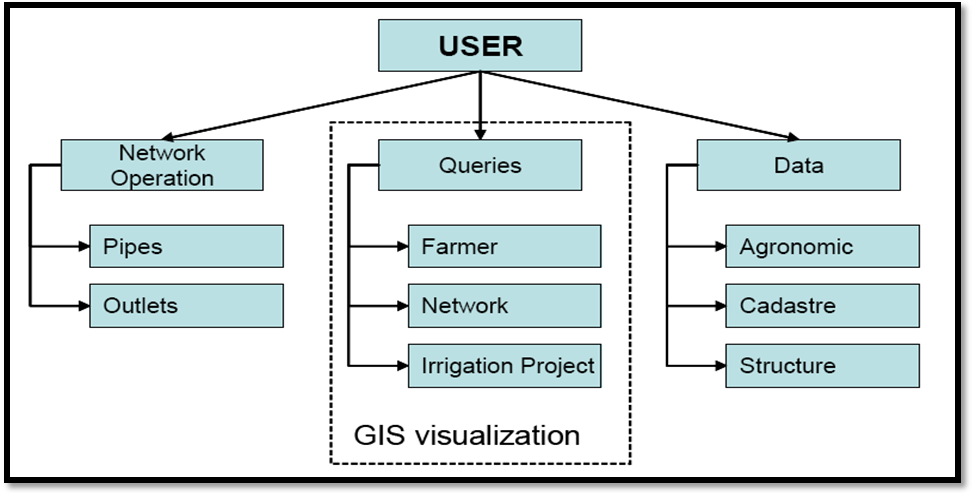 USER
Network
Operation
Pipes
Outlets
Queries
Farmer
Network
Irrigation Project
GIS visualization
Data
Agronomic
Cadastre
Structure